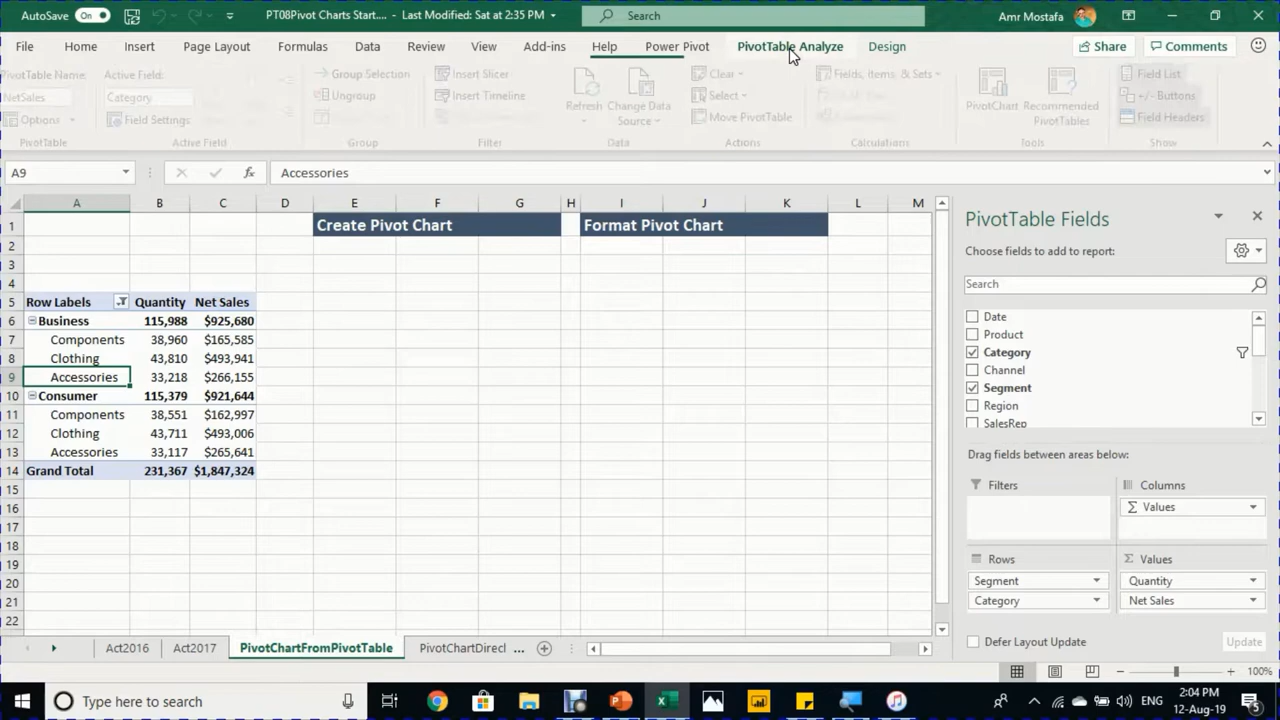 AutoSave On PT08Pivot Charts Start.... - Last Modified: Sat at 2:35 PM Search Amr Mostafa
File Home Insert Page Layout Formulas Data Review View Add-ins Help Power Pivot PivotTable Analyze Design Share Comments
PivotTable Name: Active Field: Group Selection Insert Slicer Clear Fields, Items, & Sets Field List
NetSales Category Ungroup Insert Timeline Refresh Change Data Source Select PivotChart Recommended PivotTables +/- Buttons
Options Field Settings Move PivotTable Field Headers
PivotTable Active Field Group Filter Data Actions Calculations Tools Show
A9 fx Accessories
A B C D E F G H I J K L M
1 Create Pivot Chart Format Pivot Chart
2
3
4
5 Row Labels Quantity Net Sales
6 Business 115,988 $925,680
7 Components 38,960 $165,585
8 Clothing 43,810 $493,941
9 Accessories 33,218 $266,155
10 Consumer 115,379 $921,644
11 Components 38,551 $162,997
12 Clothing 43,711 $493,006
13 Accessories 33,117 $265,641
14 Grand Total 231,367 $1,847,324
15
16
17
18
19
20
21
22
PivotTable Fields
Choose fields to add to report:
Search
Date
Product
Category
Channel
Segment
Region
SalesRep
Drag fields between areas below:
Filters Columns
Σ Values
Rows Σ Values
Segment Quantity
Category Net Sales
Defer Layout Update Update
Act2016 Act2017 PivotChartFromPivotTable PivotChartDirecl ...
100%
Type here to search ENG 2:04 PM
12-Aug-19 5